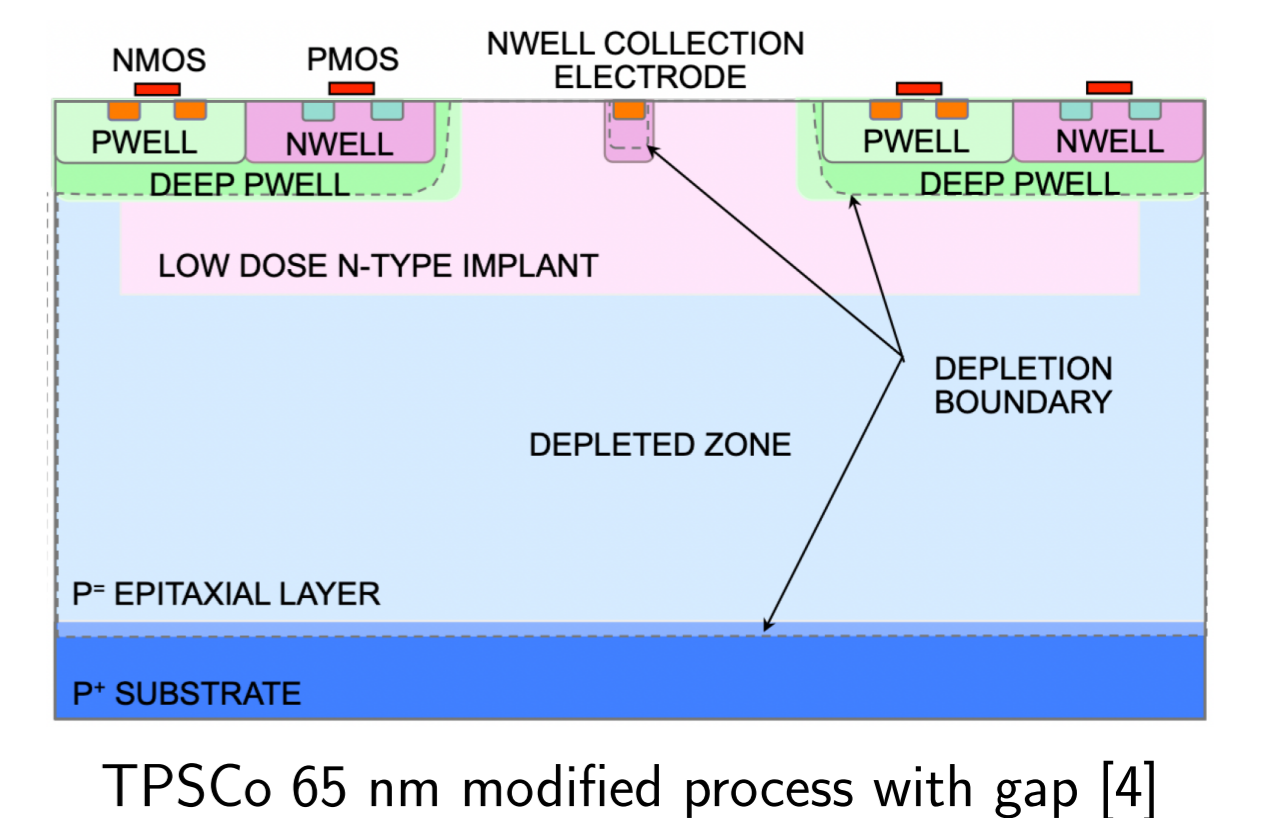 NWELL COLLECTION
ELECTRODE
NMOS
PMOS
PWELL
NWELL
PWELL
NWELL
DEEP PWELL
DEEP PWELL
LOW DOSE N-TYPE IMPLANT
DEPLETION
BOUNDARY
DEPLETED ZONE
P⁼ EPITAXIAL LAYER
P⁺ SUBSTRATE
TPSCo 65 nm modified process with gap [4]